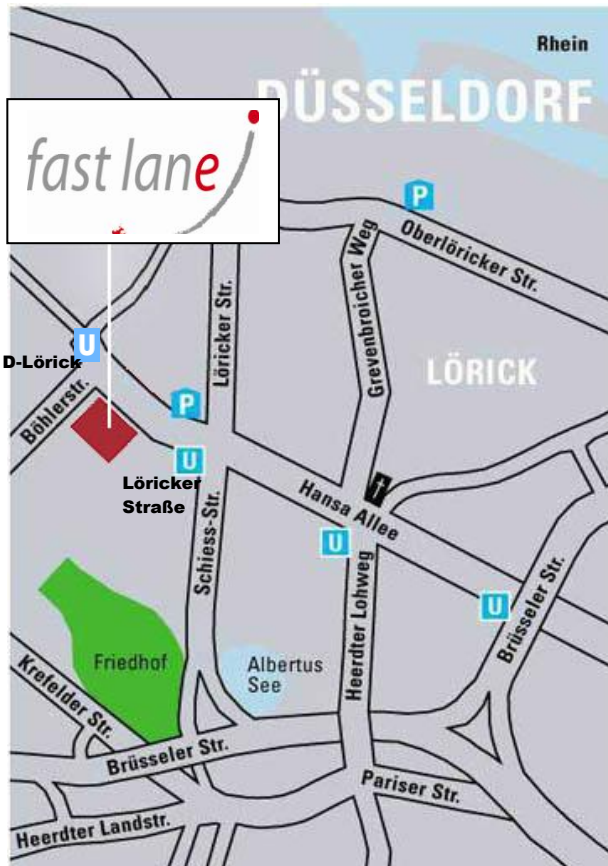 Rhein
DÜSSELDORF
fast lane
P
Oberlöricker Str.
Grevenbroicher Weg
Löricker Str.
LÖRICK
U
D-Lörick
Böhlerstr.
P
U
Löricker
Straße
Hansa Allee
U
Schiess-Str.
Heerdter Lohweg
U
Brüsseler Str.
Friedhof
Albertus
See
Krefelder Str.
Brüsseler Str.
Pariser Str.
Heerdter Landstr.